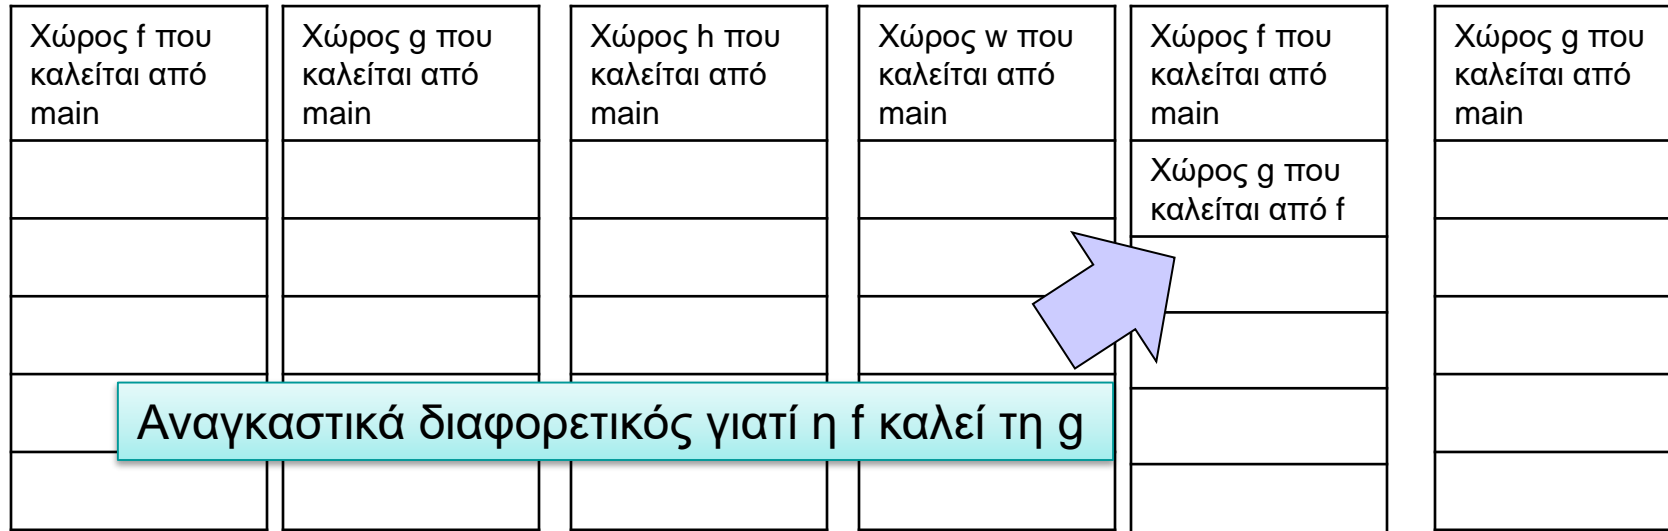 Χώρος f που
καλείται από
main
Χώρος g που
καλείται από
main
Χώρος h που
καλείται από
main
Χώρος w που
καλείται από
main
Χώρος f που
καλείται από
main
Χώρος g που
καλείται από f
Χώρος g που
καλείται από
main
Αναγκαστικά διαφορετικός γιατί η f καλεί τη g